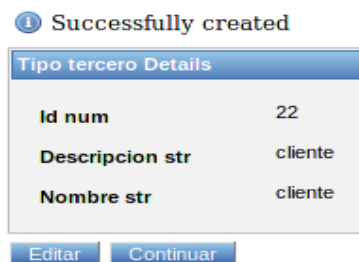 Successfully created
Tipo tercero Details
Id num 22
Descripcion str cliente
Nombre str cliente
Editar Continuar